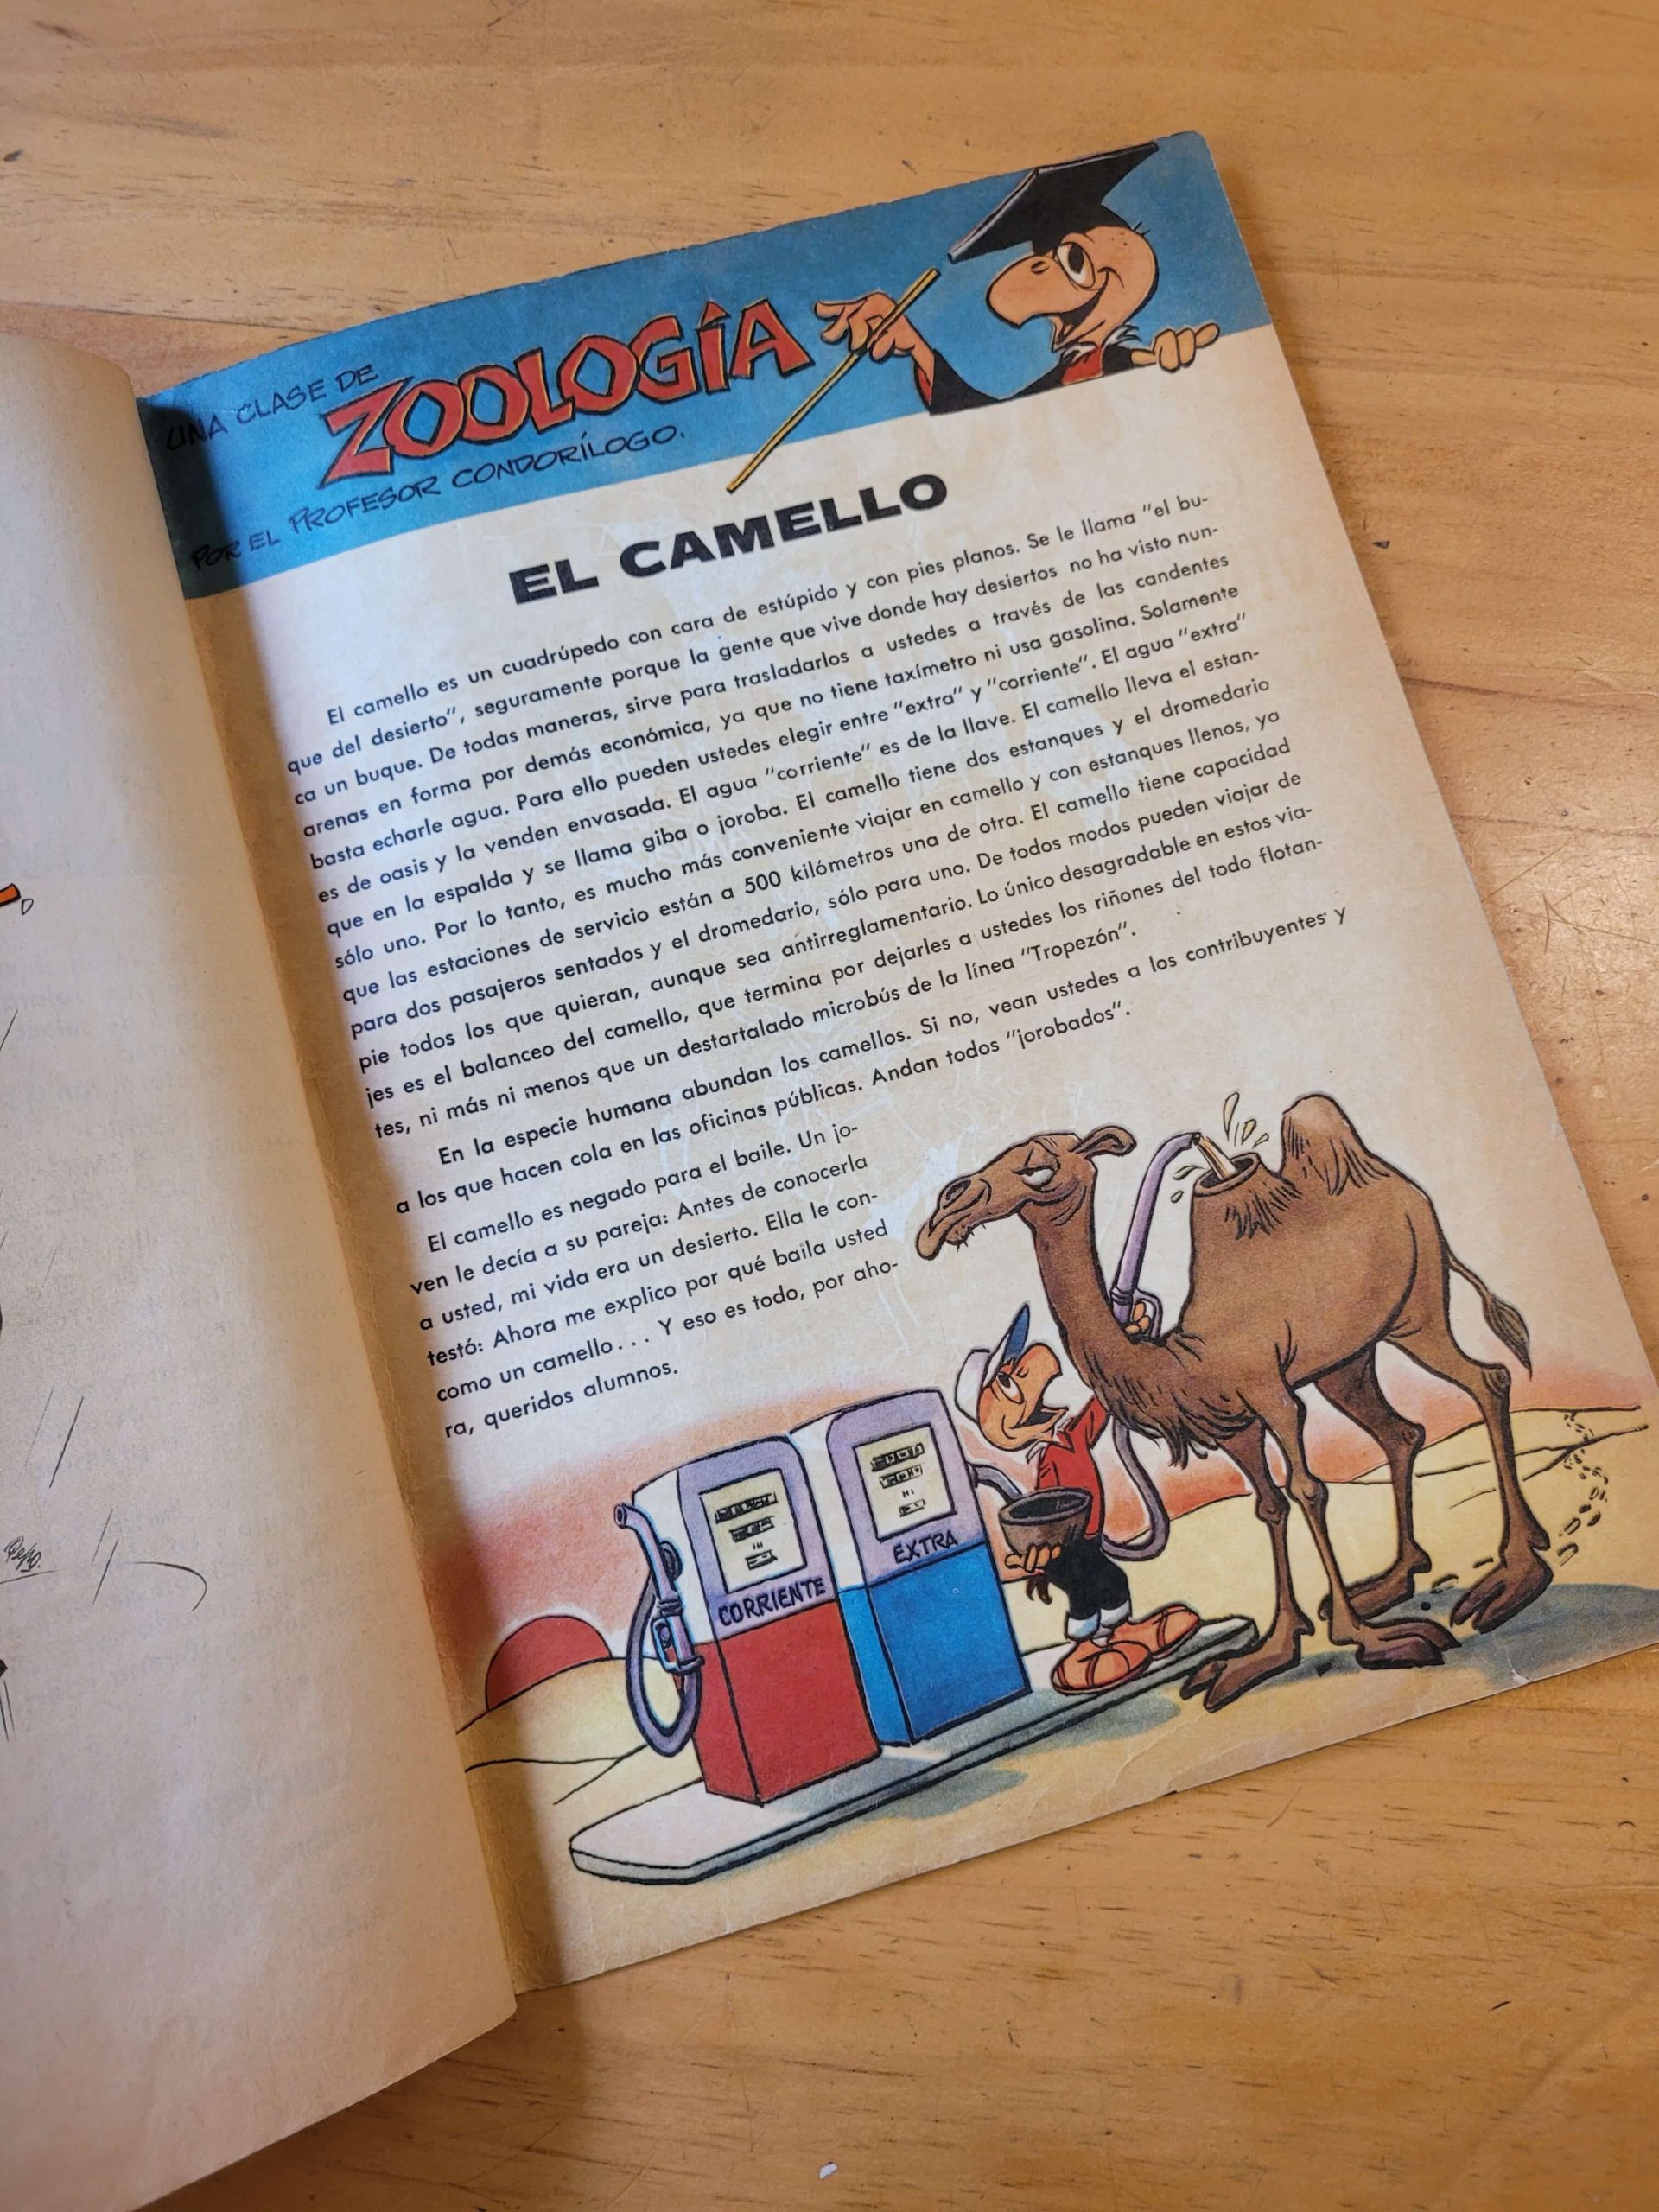 UNA CLASE DE
ZOOLOGÍA
POR EL PROFESOR CONDORÍLOGO.
EL CAMELLO
El camello es un cuadrúpedo con cara de estúpido y con pies planos. Se le llama "el bu-
que del desierto", seguramente porque la gente que vive donde hay desiertos no ha visto nun-
ca un buque. De todas maneras, sirve para trasladarlos a ustedes a través de las candentes
arenas en forma por demás económica, ya que no tiene taxímetro ni usa gasolina. Solamente
basta echarle agua. Para ello pueden ustedes elegir entre "extra" y "corriente". El agua "extra"
es de oasis y la venden envasada. El agua "corriente" es de la llave. El camello lleva el estan-
que en la espalda y se llama giba o joroba. El camello tiene dos estanques y el dromedario
sólo uno. Por lo tanto, es mucho más conveniente viajar en camello y con estanques llenos, ya
que las estaciones de servicio están a 500 kilómetros una de otra. El camello tiene capacidad
para dos pasajeros sentados y el dromedario, sólo para uno. De todos modos pueden viajar de
pie todos los que quieran, aunque sea antirreglamentario. Lo único desagradable en estos via-
jes es el balanceo del camello, que termina por dejarles a ustedes los riñones del todo flotan-
tes, ni más ni menos que un destartalado microbús de la línea "Tropezón".
En la especie humana abundan los camellos. Si no, vean ustedes a los contribuyentes y
a los que hacen cola en las oficinas públicas. Andan todos "jorobados".
El camello es negado para el baile. Un jo-
ven le decía a su pareja: Antes de conocerla
a usted, mi vida era un desierto. Ella le con-
testó: Ahora me explico por qué baila usted
como un camello... Y eso es todo, por aho-
ra, queridos alumnos.
CORRIENTE
EXTRA
Pepo.